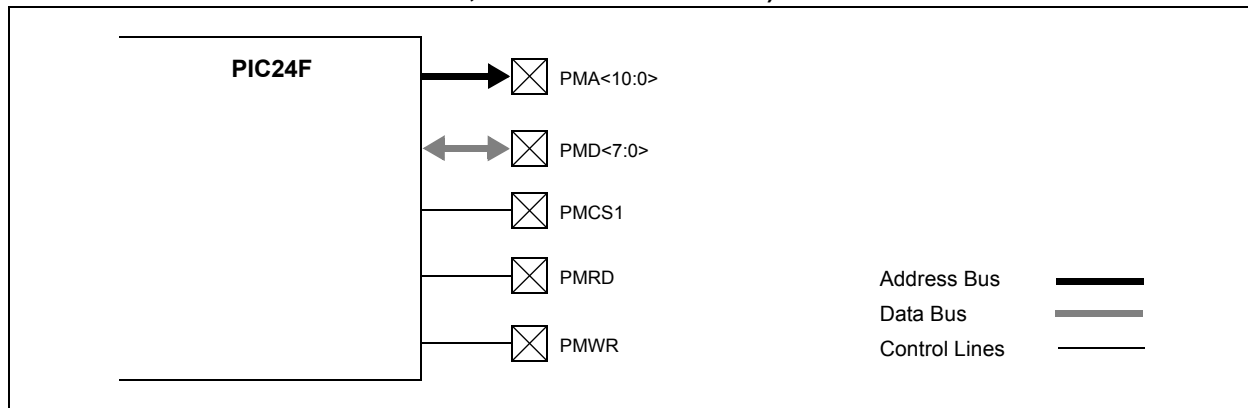 PIC24F
PMA<10:0>
PMD<7:0>
PMCS1
PMRD
PMWR
Address Bus
Data Bus
Control Lines